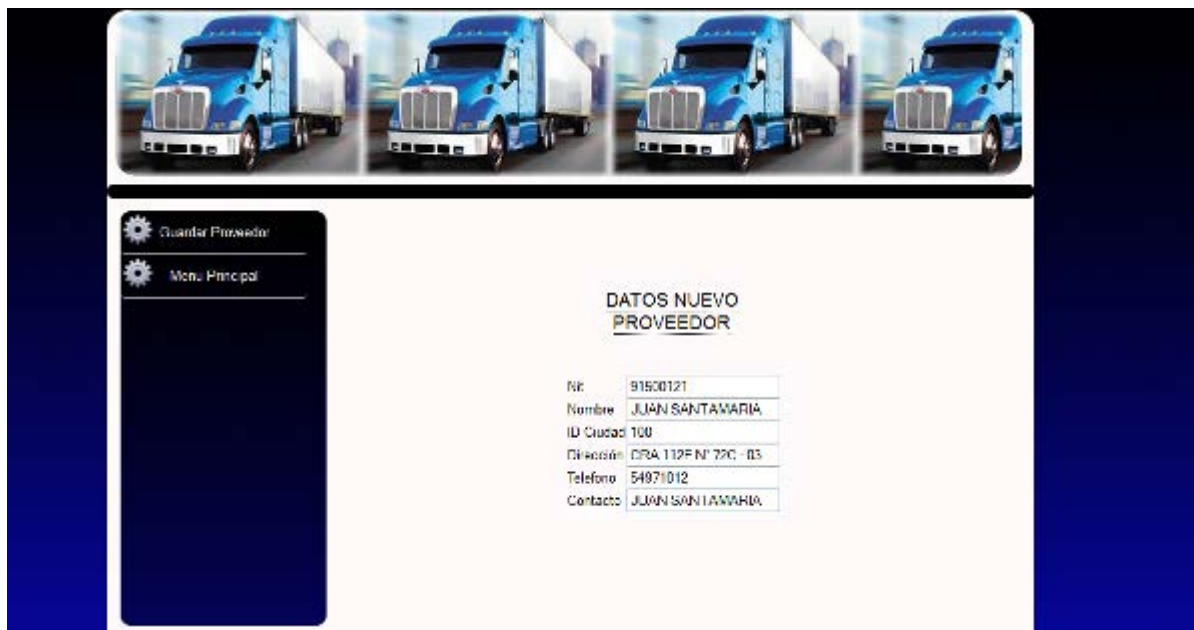 Guardar Proveedor
Menu Principal
DATOS NUEVO
PROVEEDOR
Nit 91500121
Nombre JUAN SANTAMARIA
ID Ciudad 100
Dirección CRA 112F N° 72C - 03
Telefono 54971012
Contacto JUAN SANTAMARIA